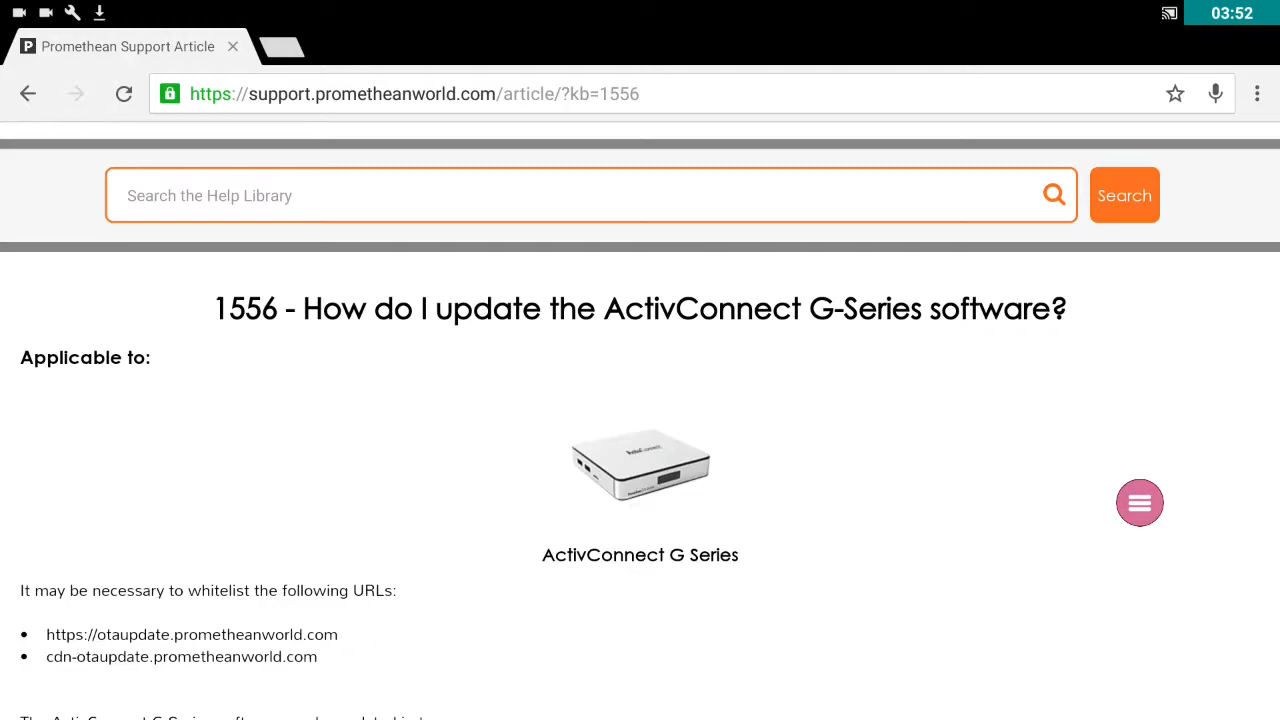 03:52
P Promethean Support Article
https://support.prometheanworld.com/article/?kb=1556
Search the Help Library
Search
1556 - How do I update the ActivConnect G-Series software?
Applicable to:
ActivConnect G Series
It may be necessary to whitelist the following URLs:
• https://otaupdate.prometheanworld.com
• cdn-otaupdate.prometheanworld.com